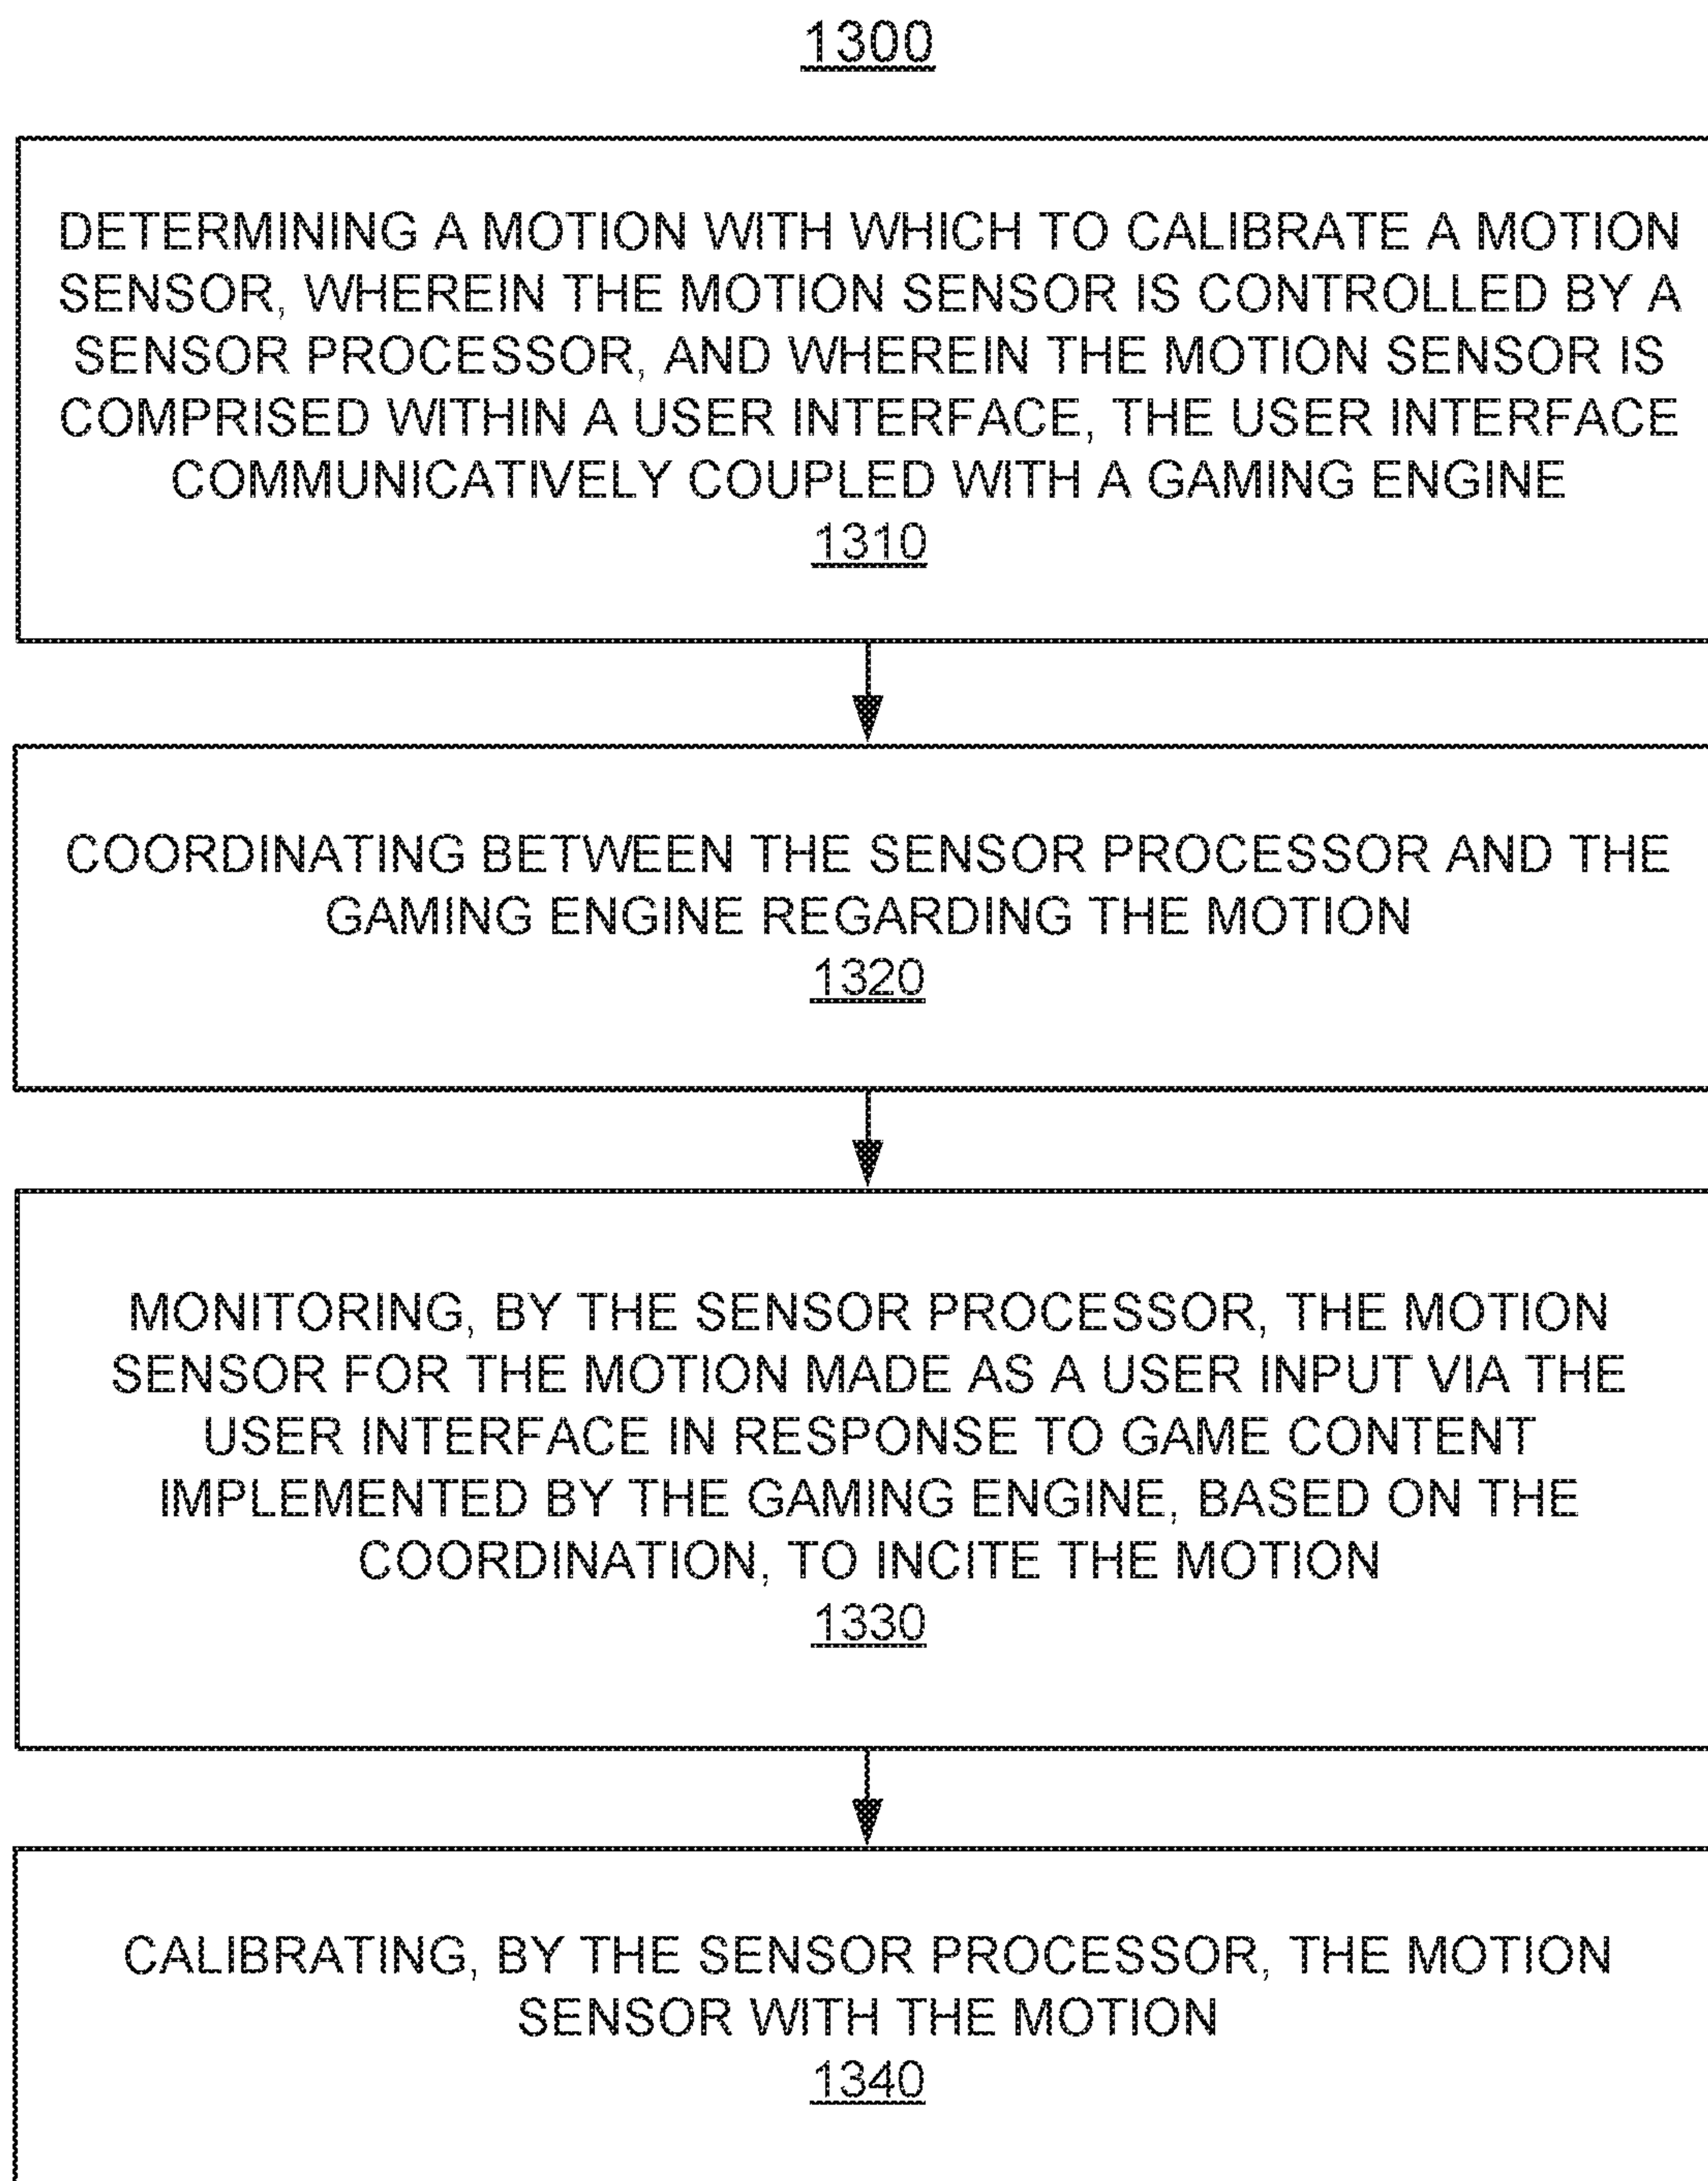 1300
DETERMINING A MOTION WITH WHICH TO CALIBRATE A MOTION
SENSOR, WHEREIN THE MOTION SENSOR IS CONTROLLED BY A
SENSOR PROCESSOR, AND WHEREIN THE MOTION SENSOR IS
COMPRISED WITHIN A USER INTERFACE, THE USER INTERFACE
COMMUNICATIVELY COUPLED WITH A GAMING ENGINE
1310
COORDINATING BETWEEN THE SENSOR PROCESSOR AND THE
GAMING ENGINE REGARDING THE MOTION
1320
MONITORING, BY THE SENSOR PROCESSOR, THE MOTION
SENSOR FOR THE MOTION MADE AS A USER INPUT VIA THE
USER INTERFACE IN RESPONSE TO GAME CONTENT
IMPLEMENTED BY THE GAMING ENGINE, BASED ON THE
COORDINATION, TO INCITE THE MOTION
1330
CALIBRATING, BY THE SENSOR PROCESSOR, THE MOTION
SENSOR WITH THE MOTION
1340